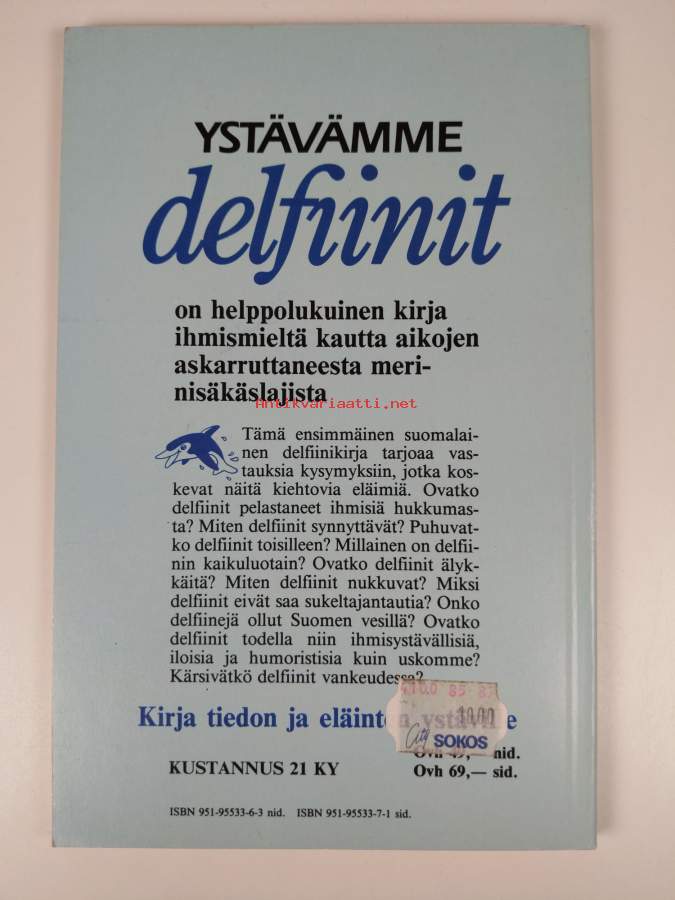 YSTÄVÄMME
delfiinit
on helppolukuinen kirja
ihmismieltä kautta aikojen
askarruttaneesta meri-
nisäkäslajista
Antikvariaatti.net
Tämä ensimmäinen suomalai-
nen delfiinikirja tarjoaa vas-
tauksia kysymyksiin, jotka kos-
kevat näitä kiehtovia eläimiä. Ovatko
delfiinit pelastaneet ihmisiä hukkumas-
ta? Miten delfiinit synnyttävät? Puhuvat-
ko delfiinit toisilleen? Millainen on delfii-
nin kaikuluotain? Ovatko delfiinit älyk-
käitä? Miten delfiinit nukkuvat? Miksi
delfiinit eivät saa sukeltajantautia? Onko
delfiinejä ollut Suomen vesillä? Ovatko
delfiinit todella niin ihmisystävällisiä,
iloisia ja humoristisia kuin uskomme?
Kärsivätkö delfiinit vankeudessa?
Kirja tiedon ja eläinten ystäville
City SOKOS
Ovh 49,— nid.
KUSTANNUS 21 KY Ovh 69,— sid.
ISBN 951-95533-6-3 nid. ISBN 951-95533-7-1 sid.